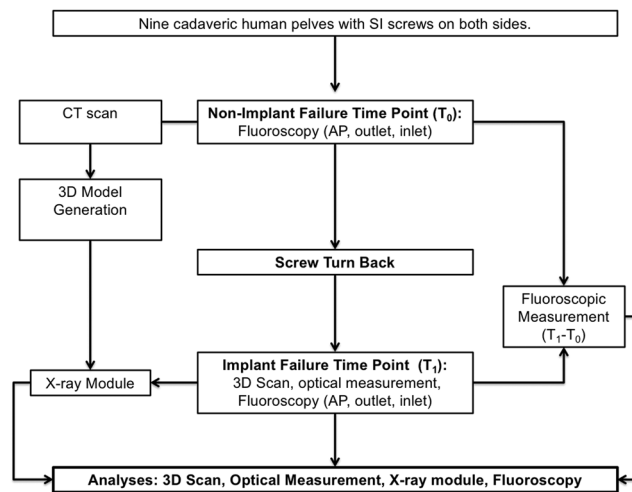 Nine cadaveric human pelves with SI screws on both sides.
CT scan
Non-Implant Failure Time Point (T₀):
Fluoroscopy (AP, outlet, inlet)
3D Model
Generation
Screw Turn Back
Fluoroscopic
Measurement
(T₁-T₀)
X-ray Module
Implant Failure Time Point (T₁):
3D Scan, optical measurement,
Fluoroscopy (AP, outlet, inlet)
Analyses: 3D Scan, Optical Measurement, X-ray module, Fluoroscopy